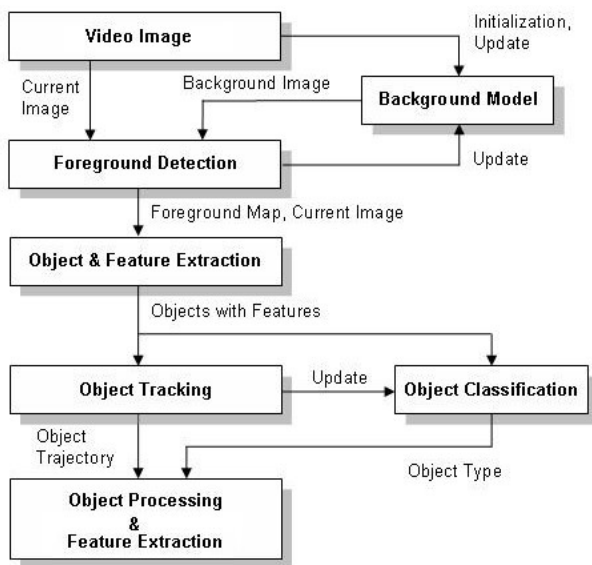 Video Image
Initialization,
Update
Current
Image
Background Image
Background Model
Foreground Detection
Update
Foreground Map, Current Image
Object & Feature Extraction
Objects with Features
Object Tracking
Update
Object Classification
Object
Trajectory
Object Type
Object Processing
&
Feature Extraction